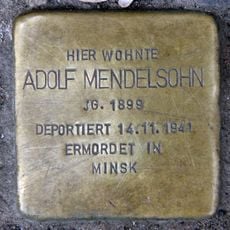 HIER WOHNTE
ADOLF MENDELSOHN
JG. 1899
DEPORTIERT 14.11.1941
ERMORDET IN
MINSK